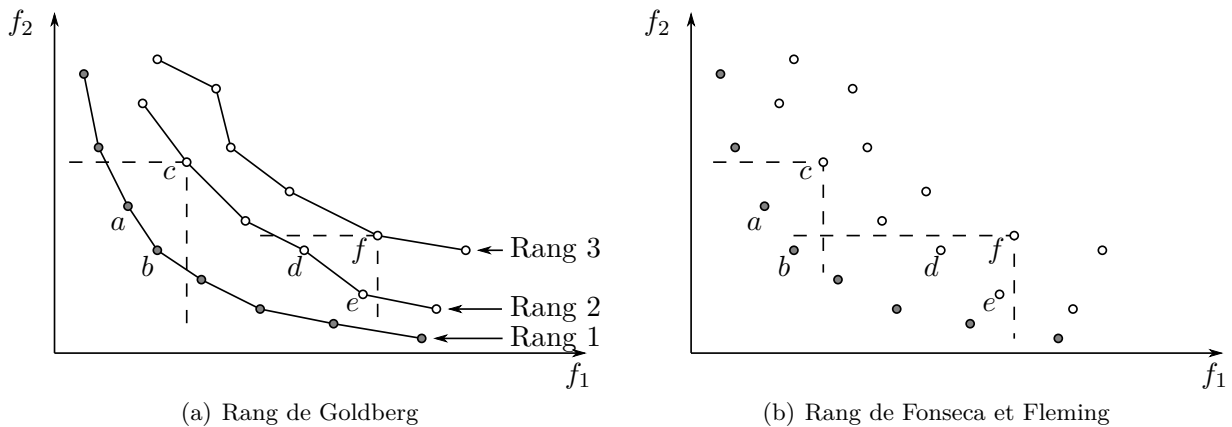 f2
c
a
b
d
f
e
Rang 3
Rang 2
Rang 1
f1
(a) Rang de Goldberg
f2
c
a
b
d
f
e
f1
(b) Rang de Fonseca et Fleming